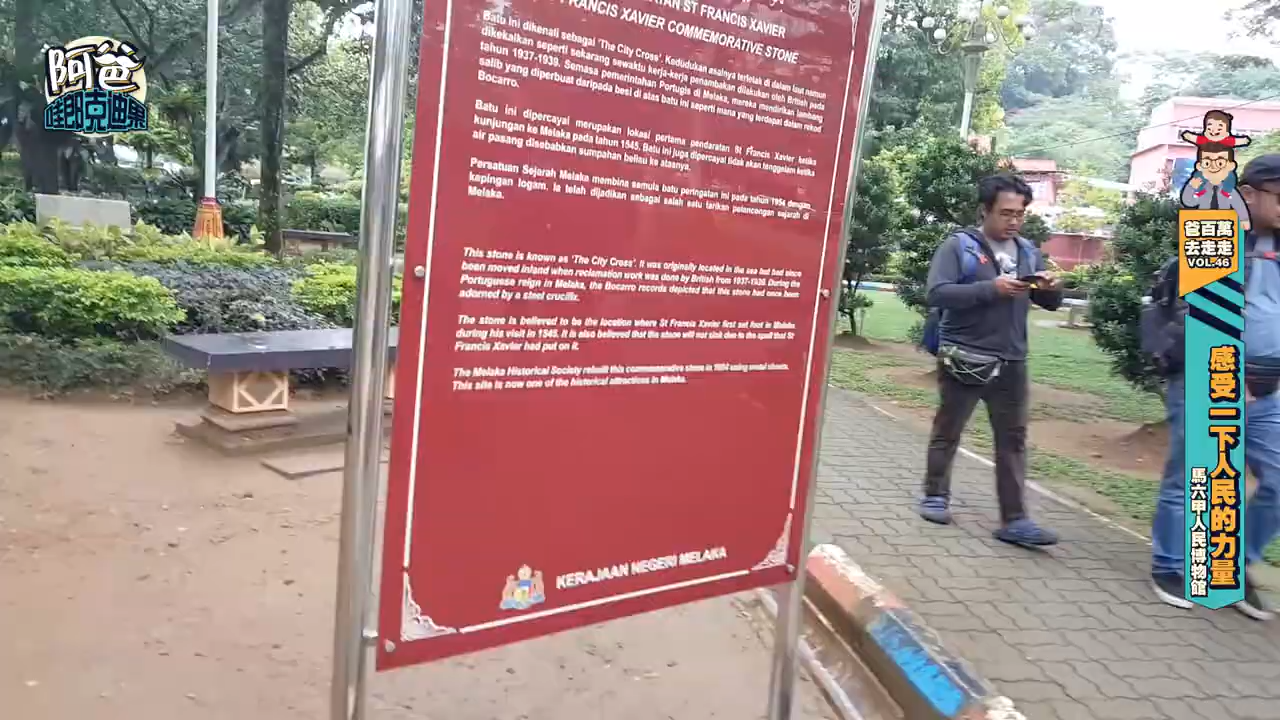 阿爸
哇郎克迪累
RIAN ST FRANCIS XAVIER
FRANCIS XAVIER COMMEMORATIVE STONE
Batu ini dikenali sebagai 'The City Cross'. Kedudukan asalnya terletak di dalam laut namun
dikekalkan seperti sekarang sewaktu kerja-kerja penambakan dilakukan oleh British pada
tahun 1937-1939. Semasa pemerintahan Portugis di Melaka, mereka mendirikan lambang
salib yang diperbuat daripada besi di atas batu ini seperti mana yang terdapat dalam rekod
Bocarro.
Batu ini dipercayai merupakan lokasi pertama pendaratan St Francis Xavier ketika
kunjungan ke Melaka pada tahun 1545. Batu ini juga dipercayai tidak akan tenggelam ketika
air pasang disebabkan sumpahan beliau ke atasnya.
Persatuan Sejarah Melaka membina semula batu peringatan ini pada tahun 1954 dengan
kepingan logam. Ia telah dijadikan sebagai salah satu tarikan pelancongan sejarah di
Melaka.
This stone is known as 'The City Cross'. It was originally located in the sea but had since
been moved inland when reclamation work was done by British from 1937-1939. During the
Portuguese reign in Melaka, the Bocarro records depicted that this stone had once been
adorned by a steel crucifix.
The stone is believed to be the location where St Francis Xavier first set foot in Melaka
during his visit in 1545. It is also believed that the stone will not sink due to the spell that St
Francis Xavier had put on it.
The Melaka Historical Society rebuilt this commemorative stone in 1954 using metal sheets.
This site is now one of the historical attractions in Melaka.
KERAJAAN NEGERI MELAKA
爸百萬
去走走
VOL.46
感受一下人民的力量
馬六甲人民博物館